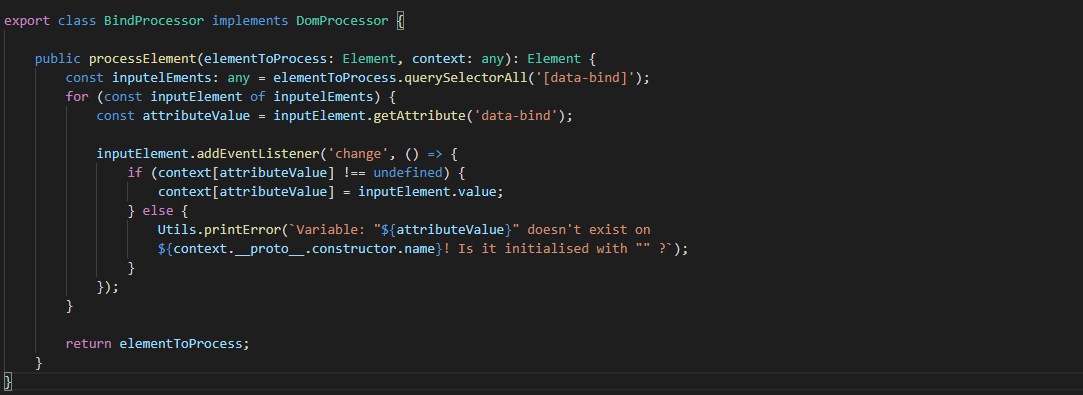 export class BindProcessor implements DomProcessor {
public processElement(elementToProcess: Element, context: any): Element {
const inputelEments: any = elementToProcess.querySelectorAll('[data-bind]');
for (const inputElement of inputelEments) {
const attributeValue = inputElement.getAttribute('data-bind');
inputElement.addEventListener('change', () => {
if (context[attributeValue] !== undefined) {
context[attributeValue] = inputElement.value;
} else {
Utils.printError(`Variable: "${attributeValue}" doesn't exist on
${context.__proto__.constructor.name}! Is it initialised with "" ?`);
}
});
}
return elementToProcess;
}
}